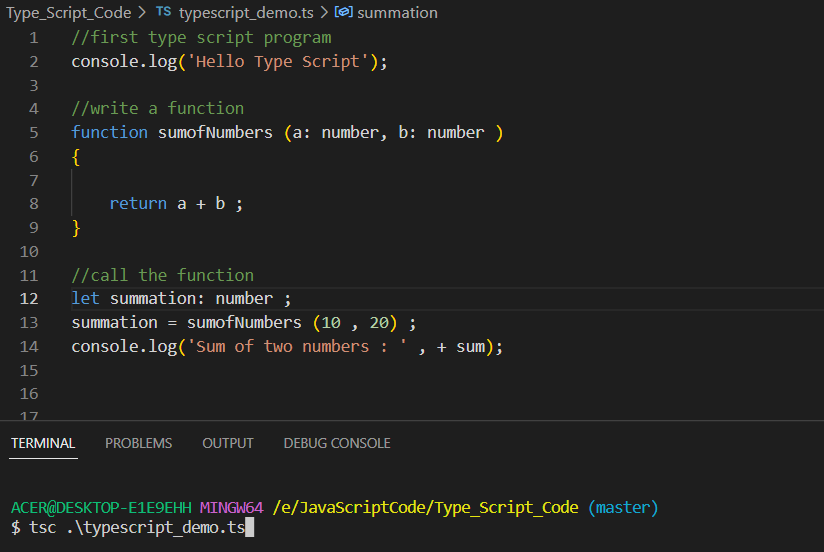 Type_Script_Code > TS typescript_demo.ts > summation
1 //first type script program
2 console.log('Hello Type Script');
3
4 //write a function
5 function sumofNumbers (a: number, b: number )
6 {
7
8 return a + b ;
9 }
10
11 //call the function
12 let summation: number ;
13 summation = sumofNumbers (10 , 20) ;
14 console.log('Sum of two numbers : ' , + sum);
15
16
17
TERMINAL PROBLEMS OUTPUT DEBUG CONSOLE
ACER@DESKTOP-E1E9EHH MINGW64 /e/JavaScriptCode/Type_Script_Code (master)
$ tsc .\typescript_demo.ts